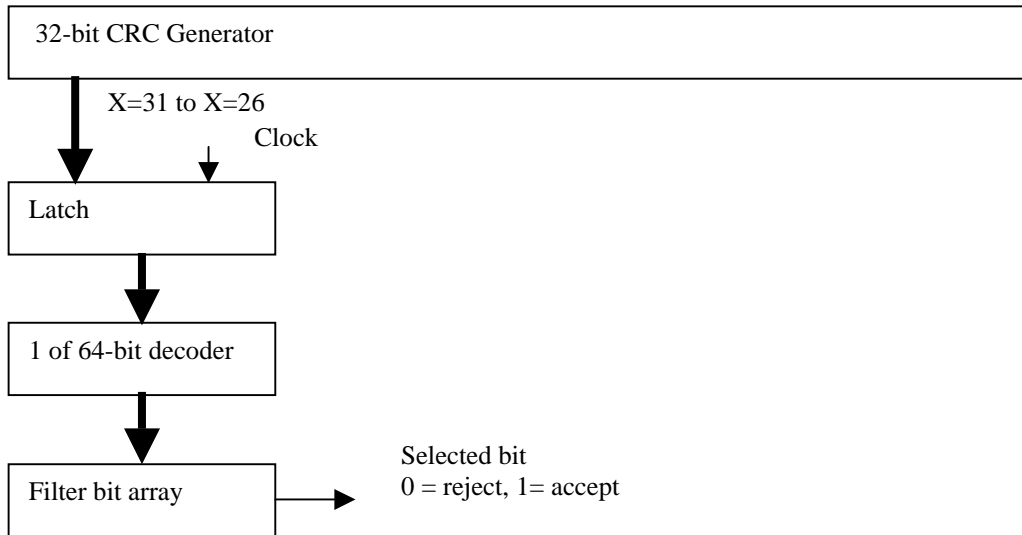 32-bit CRC Generator
X=31 to X=26
Clock
Latch
1 of 64-bit decoder
Filter bit array
Selected bit
0 = reject, 1= accept